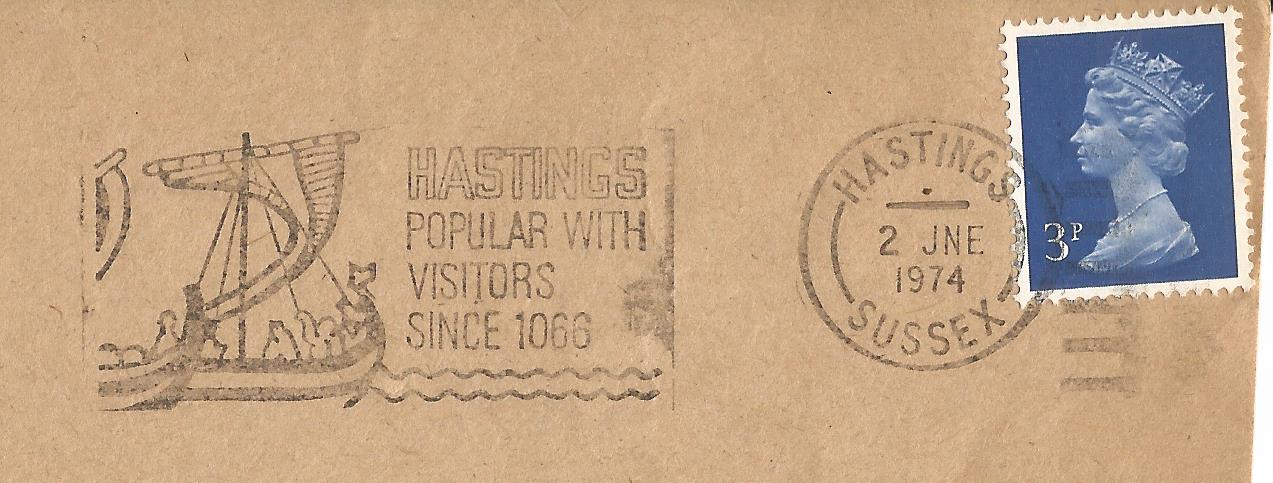 HASTINGS
POPULAR WITH
VISITORS
SINCE 1066
HASTINGS
2 JNE
1974
SUSSEX
3P